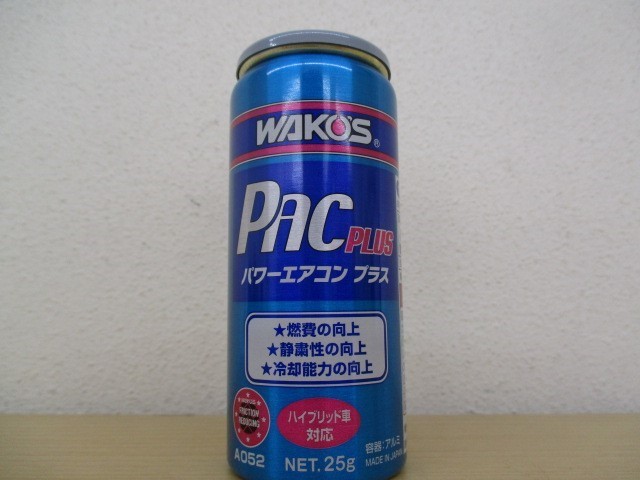 WAKO'S®
PAC PLUS
パワーエアコン プラス
★燃費の向上
★静粛性の向上
★冷却能力の向上
FRICTION
REDUCING
ハイブリッド車
対応
A052
NET. 25g
容器:アルミ
MADE IN JAPAN